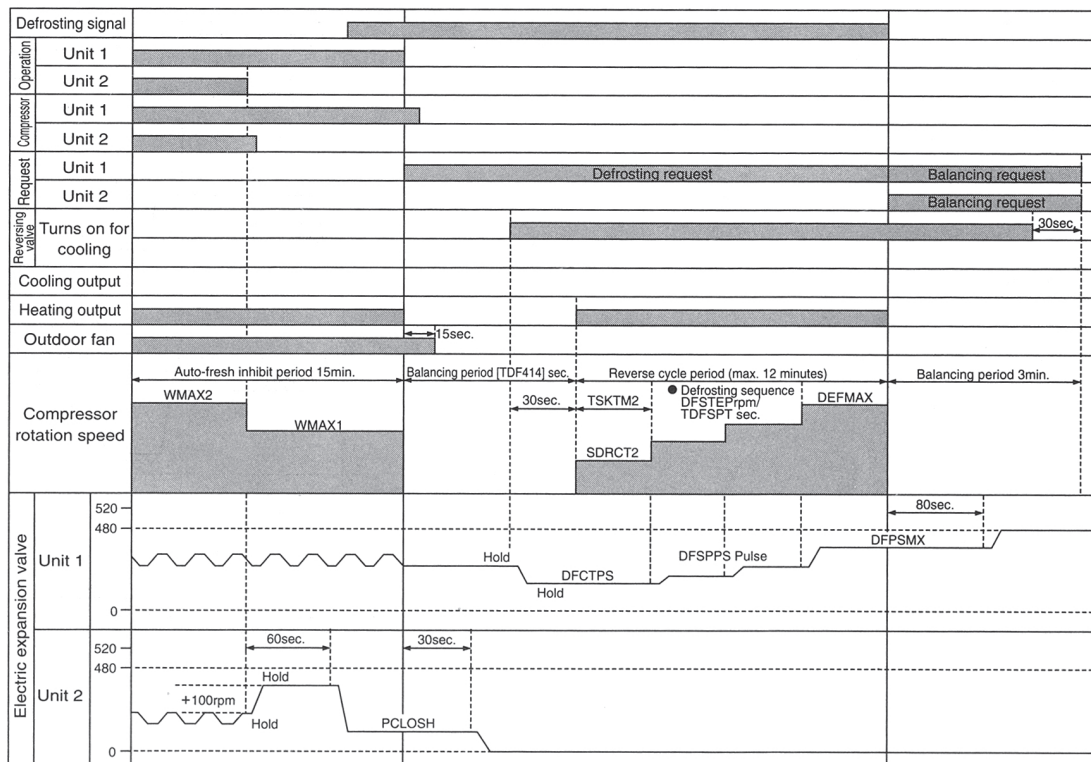 Defrosting signal
Operation
Unit 1
Unit 2
Compressor
Unit 1
Unit 2
Request
Unit 1
Defrosting request
Balancing request
Unit 2
Balancing request
Reversing valve
Turns on for cooling
30sec.
Cooling output
Heating output
Outdoor fan
15sec.
Compressor rotation speed
Auto-fresh inhibit period 15min.
Balancing period [TDF414] sec.
Reverse cycle period (max. 12 minutes)
Balancing period 3min.
WMAX2
WMAX1
30sec.
TSKTM2
● Defrosting sequence
DFSTEPrpm/
TDFSPT sec.
DEFMAX
SDRCT2
Electric expansion valve
Unit 1
520
480
0
80sec.
Hold
DFCTPS
Hold
DFSPPS Pulse
DFPSMX
Unit 2
520
480
0
60sec.
30sec.
Hold
+100rpm
Hold
PCLOSH